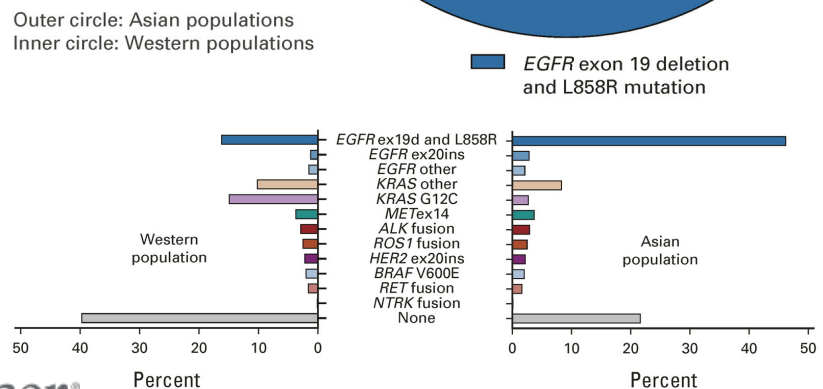 Outer circle: Asian populations
Inner circle: Western populations
EGFR exon 19 deletion
and L858R mutation
EGFR ex19d and L858R
EGFR ex20ins
EGFR other
KRAS other
KRAS G12C
METex14
ALK fusion
ROS1 fusion
HER2 ex20ins
BRAF V600E
RET fusion
NTRK fusion
None
Western
population
Asian
population
50 40 30 20 10 0
0 10 20 30 40 50
Percent
Percent